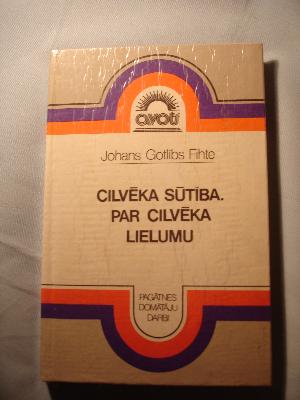 avots
Johans Gotlībs Fihte
CILVĒKA SŪTĪBA.
PAR CILVĒKA
LIELUMU
PAGĀTNES
DOMĀTĀJU
DARBI